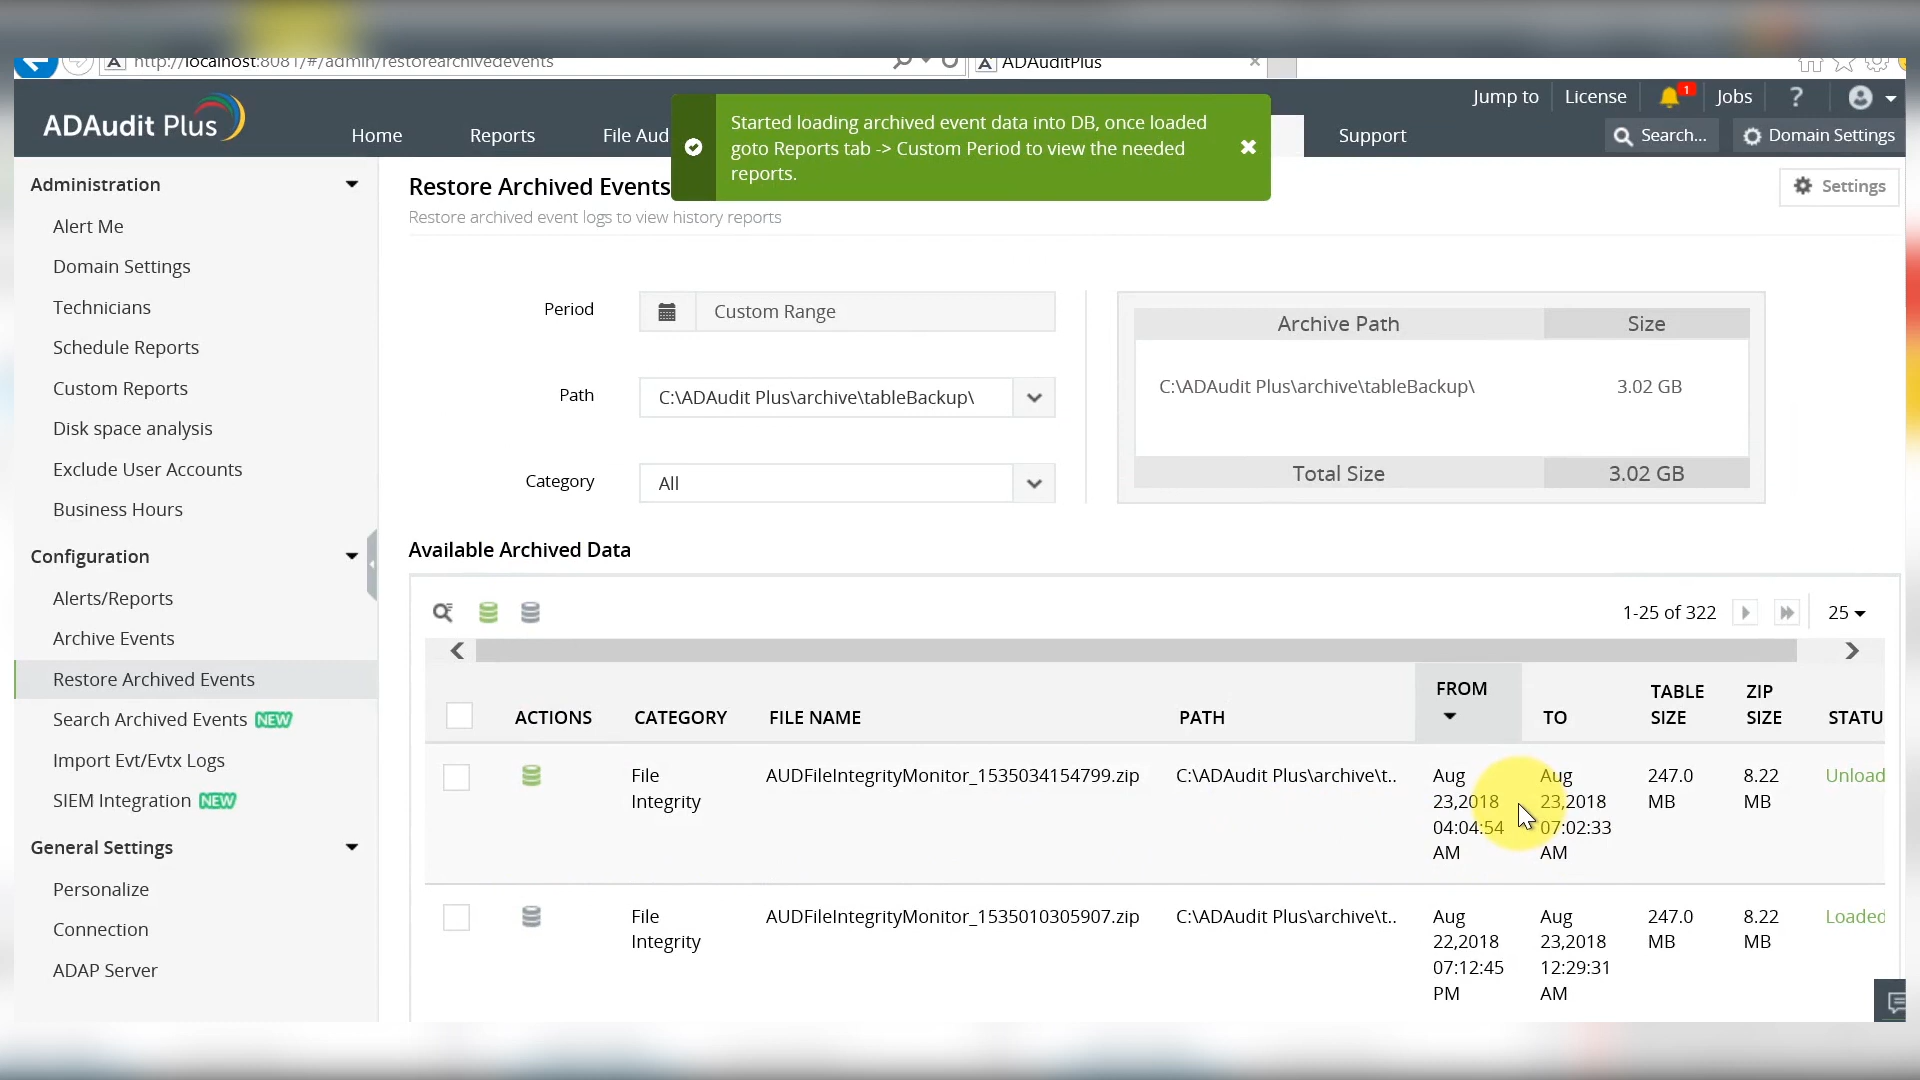 http://localhost:8081/#/admin/restorearchivedevents
ADAuditPlus
ADAudit Plus
Jump to
License
1
Jobs
?
Home
Reports
File Aud
Support
Search...
Domain Settings
Started loading archived event data into DB, once loaded
goto Reports tab -> Custom Period to view the needed
reports.
Administration
Alert Me
Domain Settings
Technicians
Schedule Reports
Custom Reports
Disk space analysis
Exclude User Accounts
Business Hours
Configuration
Alerts/Reports
Archive Events
Restore Archived Events
Search Archived Events NEW
Import Evt/Evtx Logs
SIEM Integration NEW
General Settings
Personalize
Connection
ADAP Server
Restore Archived Events
Restore archived event logs to view history reports
Settings
Period
Custom Range
Path
C:\ADAudit Plus\archive\tableBackup\
Category
All
Archive Path Size
C:\ADAudit Plus\archive\tableBackup\ 3.02 GB
Total Size 3.02 GB
Available Archived Data
1-25 of 322
25
ACTIONS CATEGORY FILE NAME PATH FROM TO TABLE SIZE ZIP SIZE STATU
File Integrity AUDFileIntegrityMonitor_1535034154799.zip C:\ADAudit Plus\archive\t.. Aug 23,2018 04:04:54 AM Aug 23,2018 07:02:33 AM 247.0 MB 8.22 MB Unload
File Integrity AUDFileIntegrityMonitor_1535010305907.zip C:\ADAudit Plus\archive\t.. Aug 22,2018 07:12:45 PM Aug 23,2018 12:29:31 AM 247.0 MB 8.22 MB Loaded